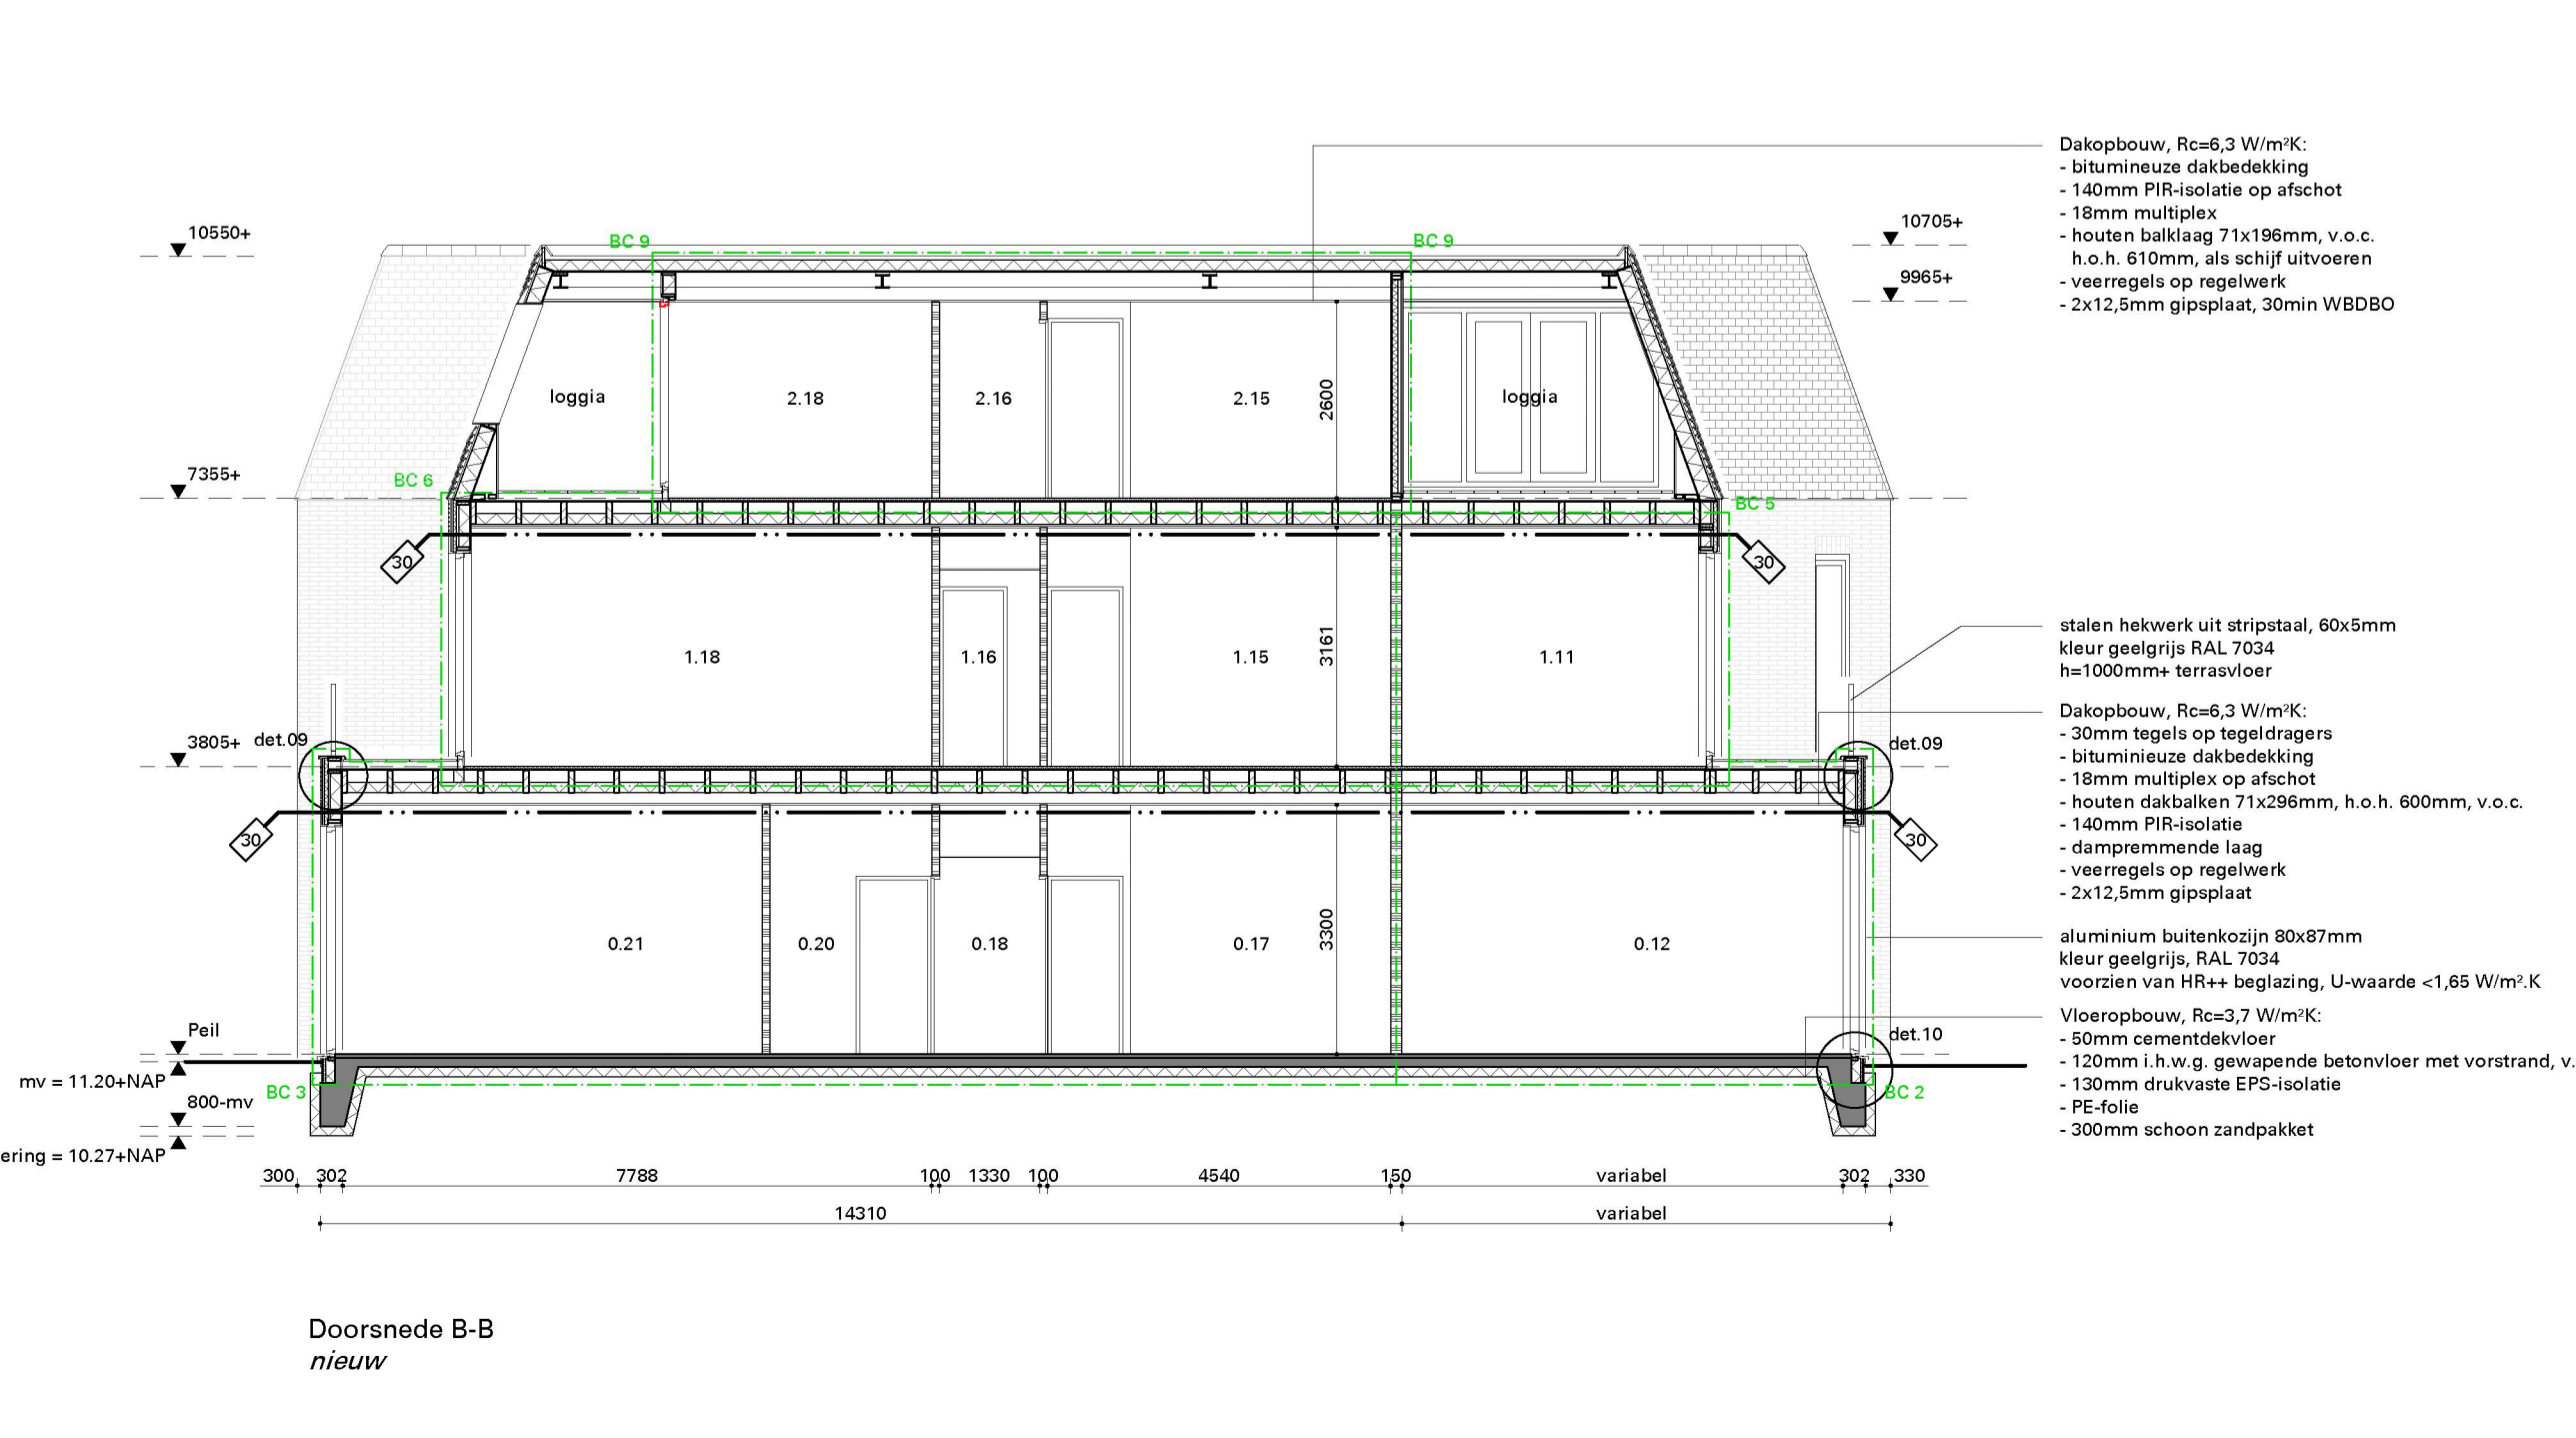 Dakopbouw, Rc=6,3 W/m²K:
- bitumineuze dakbedekking
- 140mm PIR-isolatie op afschot
- 18mm multiplex
- houten balklaag 71x196mm, v.o.c.
h.o.h. 610mm, als schijf uitvoeren
- veerregels op regelwerk
- 2x12,5mm gipsplaat, 30min WBDBO
10550+
BC 9
BC 9
10705+
9965+
loggia
2.18
2.16
2.15
2600
loggia
7355+
BC 6
BC 5
30
30
stalen hekwerk uit stripstaal, 60x5mm
kleur geelgrijs RAL 7034
h=1000mm+ terrasvloer
1.18
1.16
1.15
3161
1.11
3805+
det.09
det.09
Dakopbouw, Rc=6,3 W/m²K:
- 30mm tegels op tegeldragers
- bituminieuze dakbedekking
- 18mm multiplex op afschot
- houten dakbalken 71x296mm, h.o.h. 600mm, v.o.c.
- 140mm PIR-isolatie
- dampremmende laag
- veerregels op regelwerk
- 2x12,5mm gipsplaat
30
30
0.21
0.20
0.18
0.17
3300
0.12
aluminium buitenkozijn 80x87mm
kleur geelgrijs, RAL 7034
voorzien van HR++ beglazing, U-waarde <1,65 W/m².K
Peil
det.10
Vloeropbouw, Rc=3,7 W/m²K:
- 50mm cementdekvloer
- 120mm i.h.w.g. gewapende betonvloer met vorstrand, v.
- 130mm drukvaste EPS-isolatie
- PE-folie
- 300mm schoon zandpakket
mv = 11.20+NAP
BC 3
BC 2
800-mv
ering = 10.27+NAP
300 302 7788 100 1330 100 4540 150 variabel 302 330
14310 variabel
Doorsnede B-B
nieuw